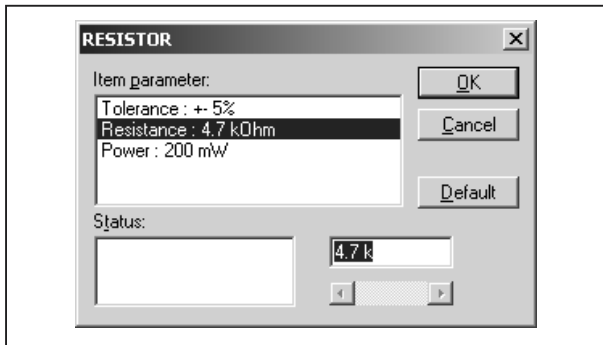 RESISTOR
Item parameter:
Tolerance : +- 5%
Resistance : 4.7 kOhm
Power : 200 mW
OK
Cancel
Default
Status:
4.7 k